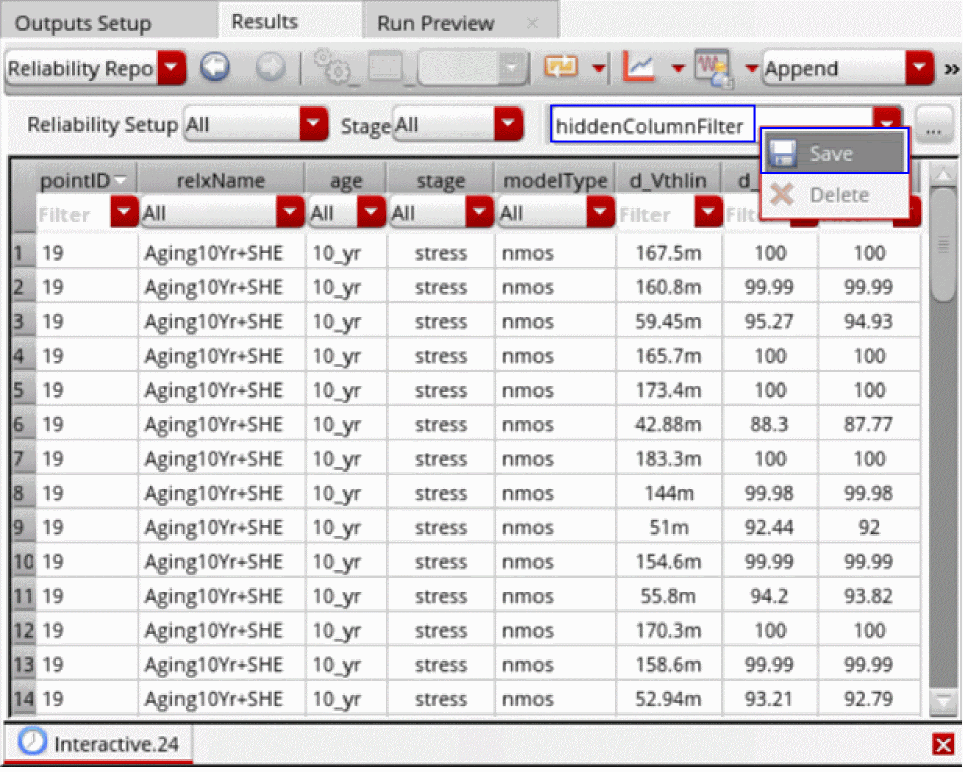 Outputs Setup Results Run Preview
Reliability Repo Append »
Reliability Setup All Stage All hiddenColumnFilter ...
Save
Delete
pointID relxName age stage modelType d_Vthlin d_
Filter All All All All Filter
1 19 Aging10Yr+SHE 10_yr stress nmos 167.5m 100 100
2 19 Aging10Yr+SHE 10_yr stress nmos 160.8m 99.99 99.99
3 19 Aging10Yr+SHE 10_yr stress nmos 59.45m 95.27 94.93
4 19 Aging10Yr+SHE 10_yr stress nmos 165.7m 100 100
5 19 Aging10Yr+SHE 10_yr stress nmos 173.4m 100 100
6 19 Aging10Yr+SHE 10_yr stress nmos 42.88m 88.3 87.77
7 19 Aging10Yr+SHE 10_yr stress nmos 183.3m 100 100
8 19 Aging10Yr+SHE 10_yr stress nmos 144m 99.98 99.98
9 19 Aging10Yr+SHE 10_yr stress nmos 51m 92.44 92
10 19 Aging10Yr+SHE 10_yr stress nmos 154.6m 99.99 99.99
11 19 Aging10Yr+SHE 10_yr stress nmos 55.8m 94.2 93.82
12 19 Aging10Yr+SHE 10_yr stress nmos 170.3m 100 100
13 19 Aging10Yr+SHE 10_yr stress nmos 158.6m 99.99 99.99
14 19 Aging10Yr+SHE 10_yr stress nmos 52.94m 93.21 92.79
Interactive.24